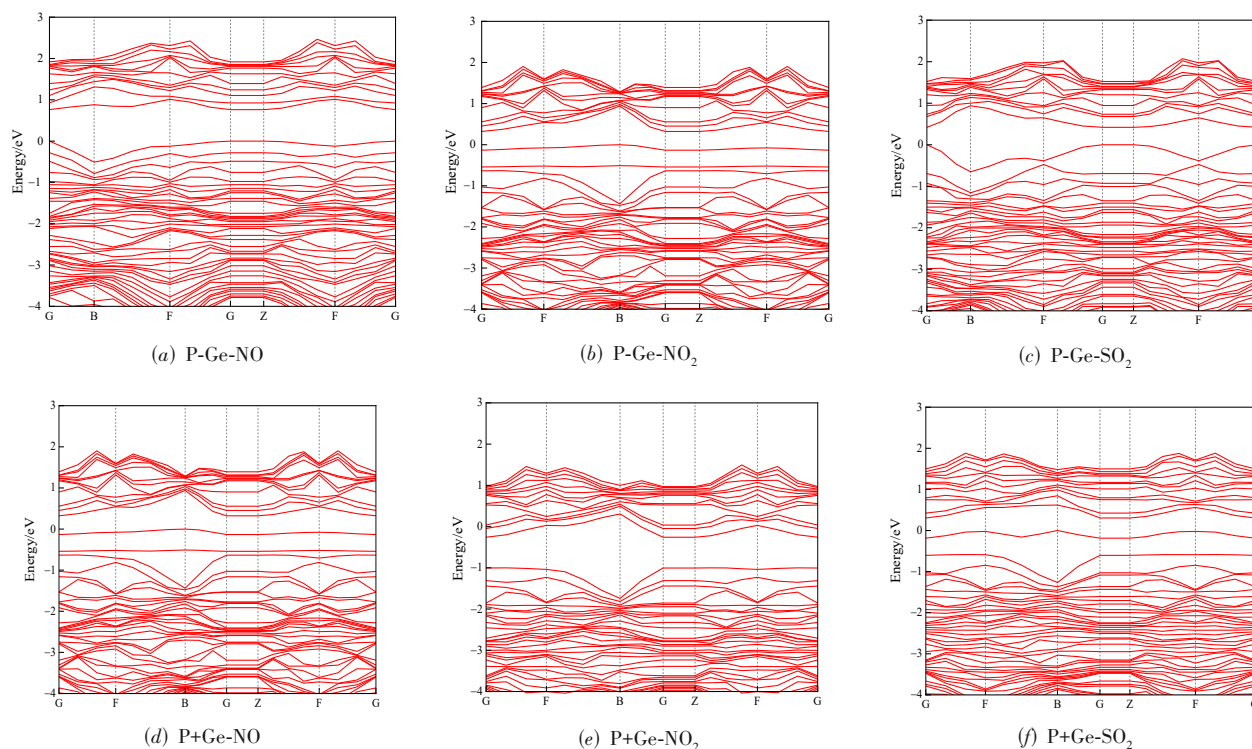 3
2
1
0
−1
−2
−3
−4
Energy/eV
G B F G Z F G
(a) P-Ge-NO
3
2
1
0
−1
−2
−3
−4
Energy/eV
G F B G Z F G
(b) P-Ge-NO₂
3
2
1
0
−1
−2
−3
−4
Energy/eV
G B F G Z F
(c) P-Ge-SO₂
3
2
1
0
−1
−2
−3
−4
Energy/eV
G F B G Z F G
(d) P+Ge-NO
3
2
1
0
−1
−2
−3
−4
Energy/eV
G F B G Z F G
(e) P+Ge-NO₂
3
2
1
0
−1
−2
−3
−4
Energy/eV
G F B G Z F G
(f) P+Ge-SO₂